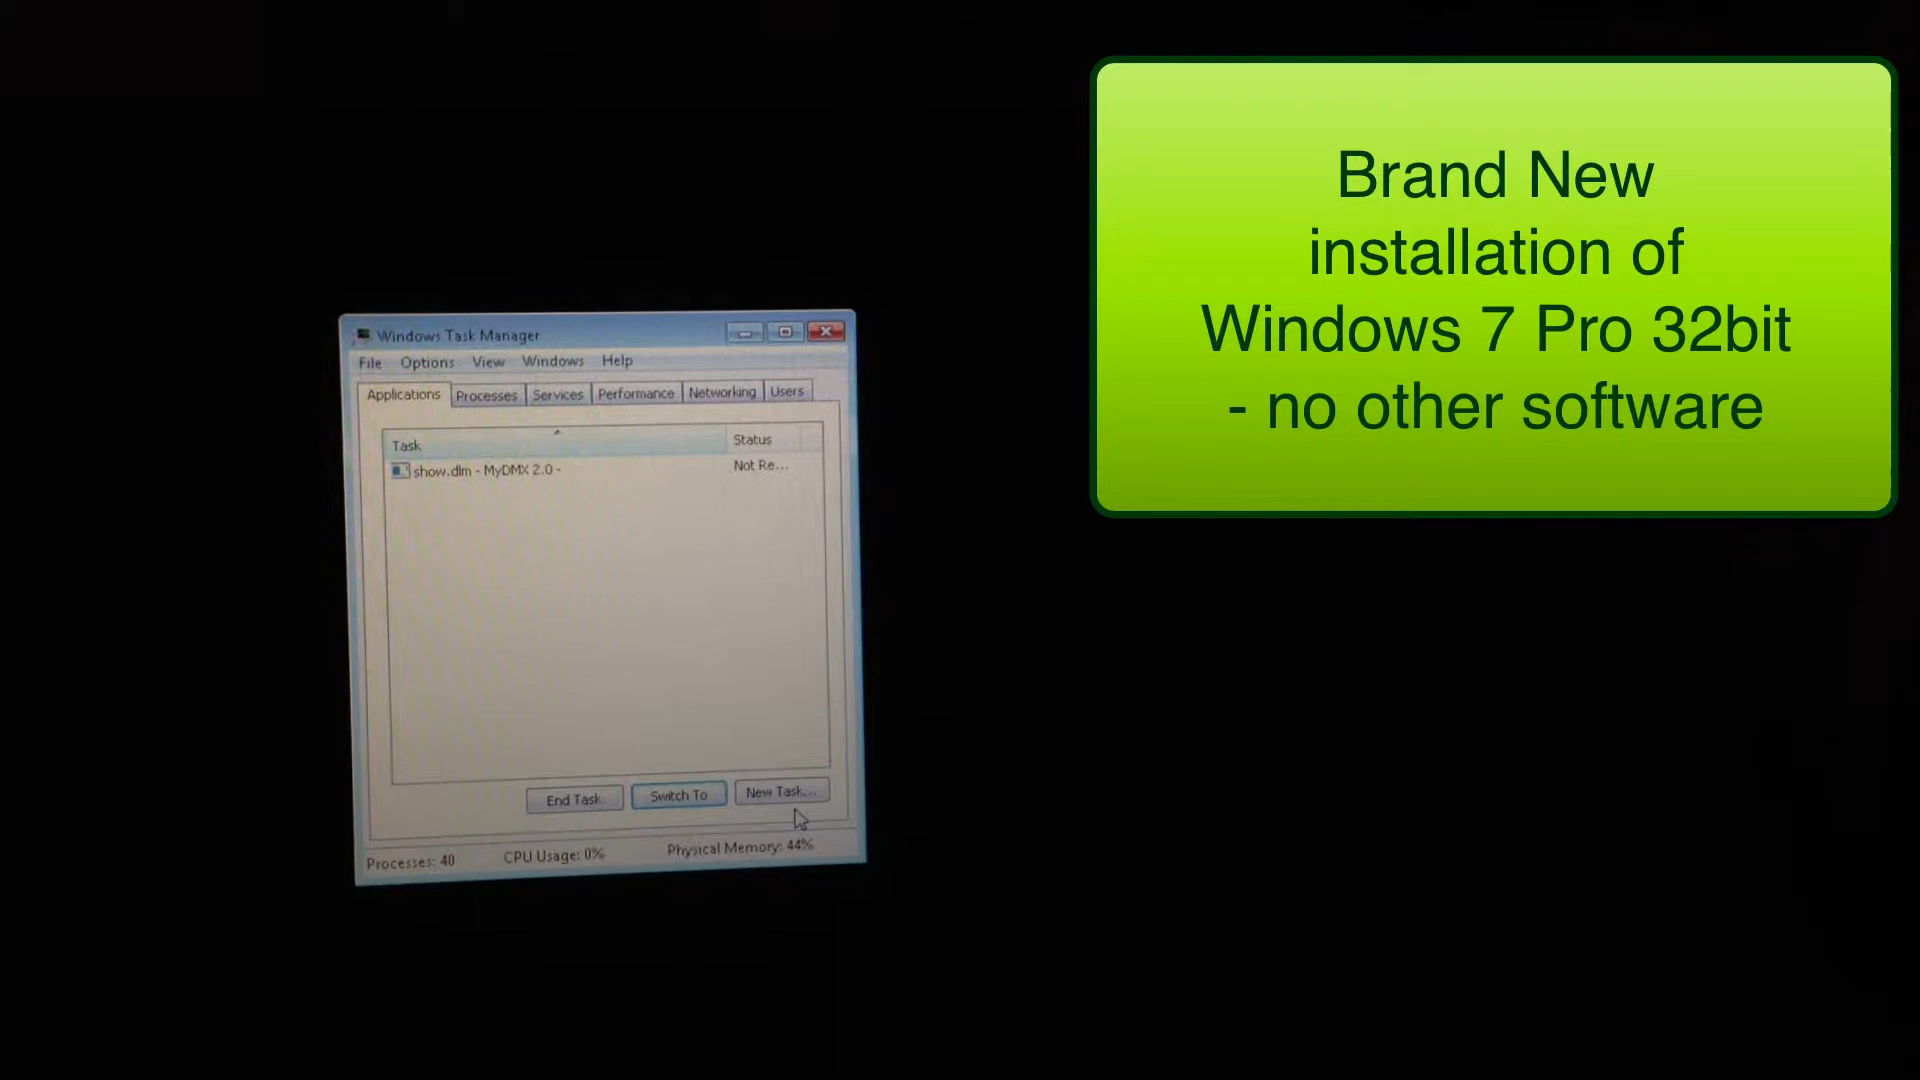 Brand New
installation of
Windows 7 Pro 32bit
- no other software
Windows Task Manager
File Options View Windows Help
Applications Processes Services Performance Networking Users
Task Status
show.dlm - MyDMX 2.0 - Not Re...
End Task Switch To New Task...
Processes: 40 CPU Usage: 0% Physical Memory: 44%